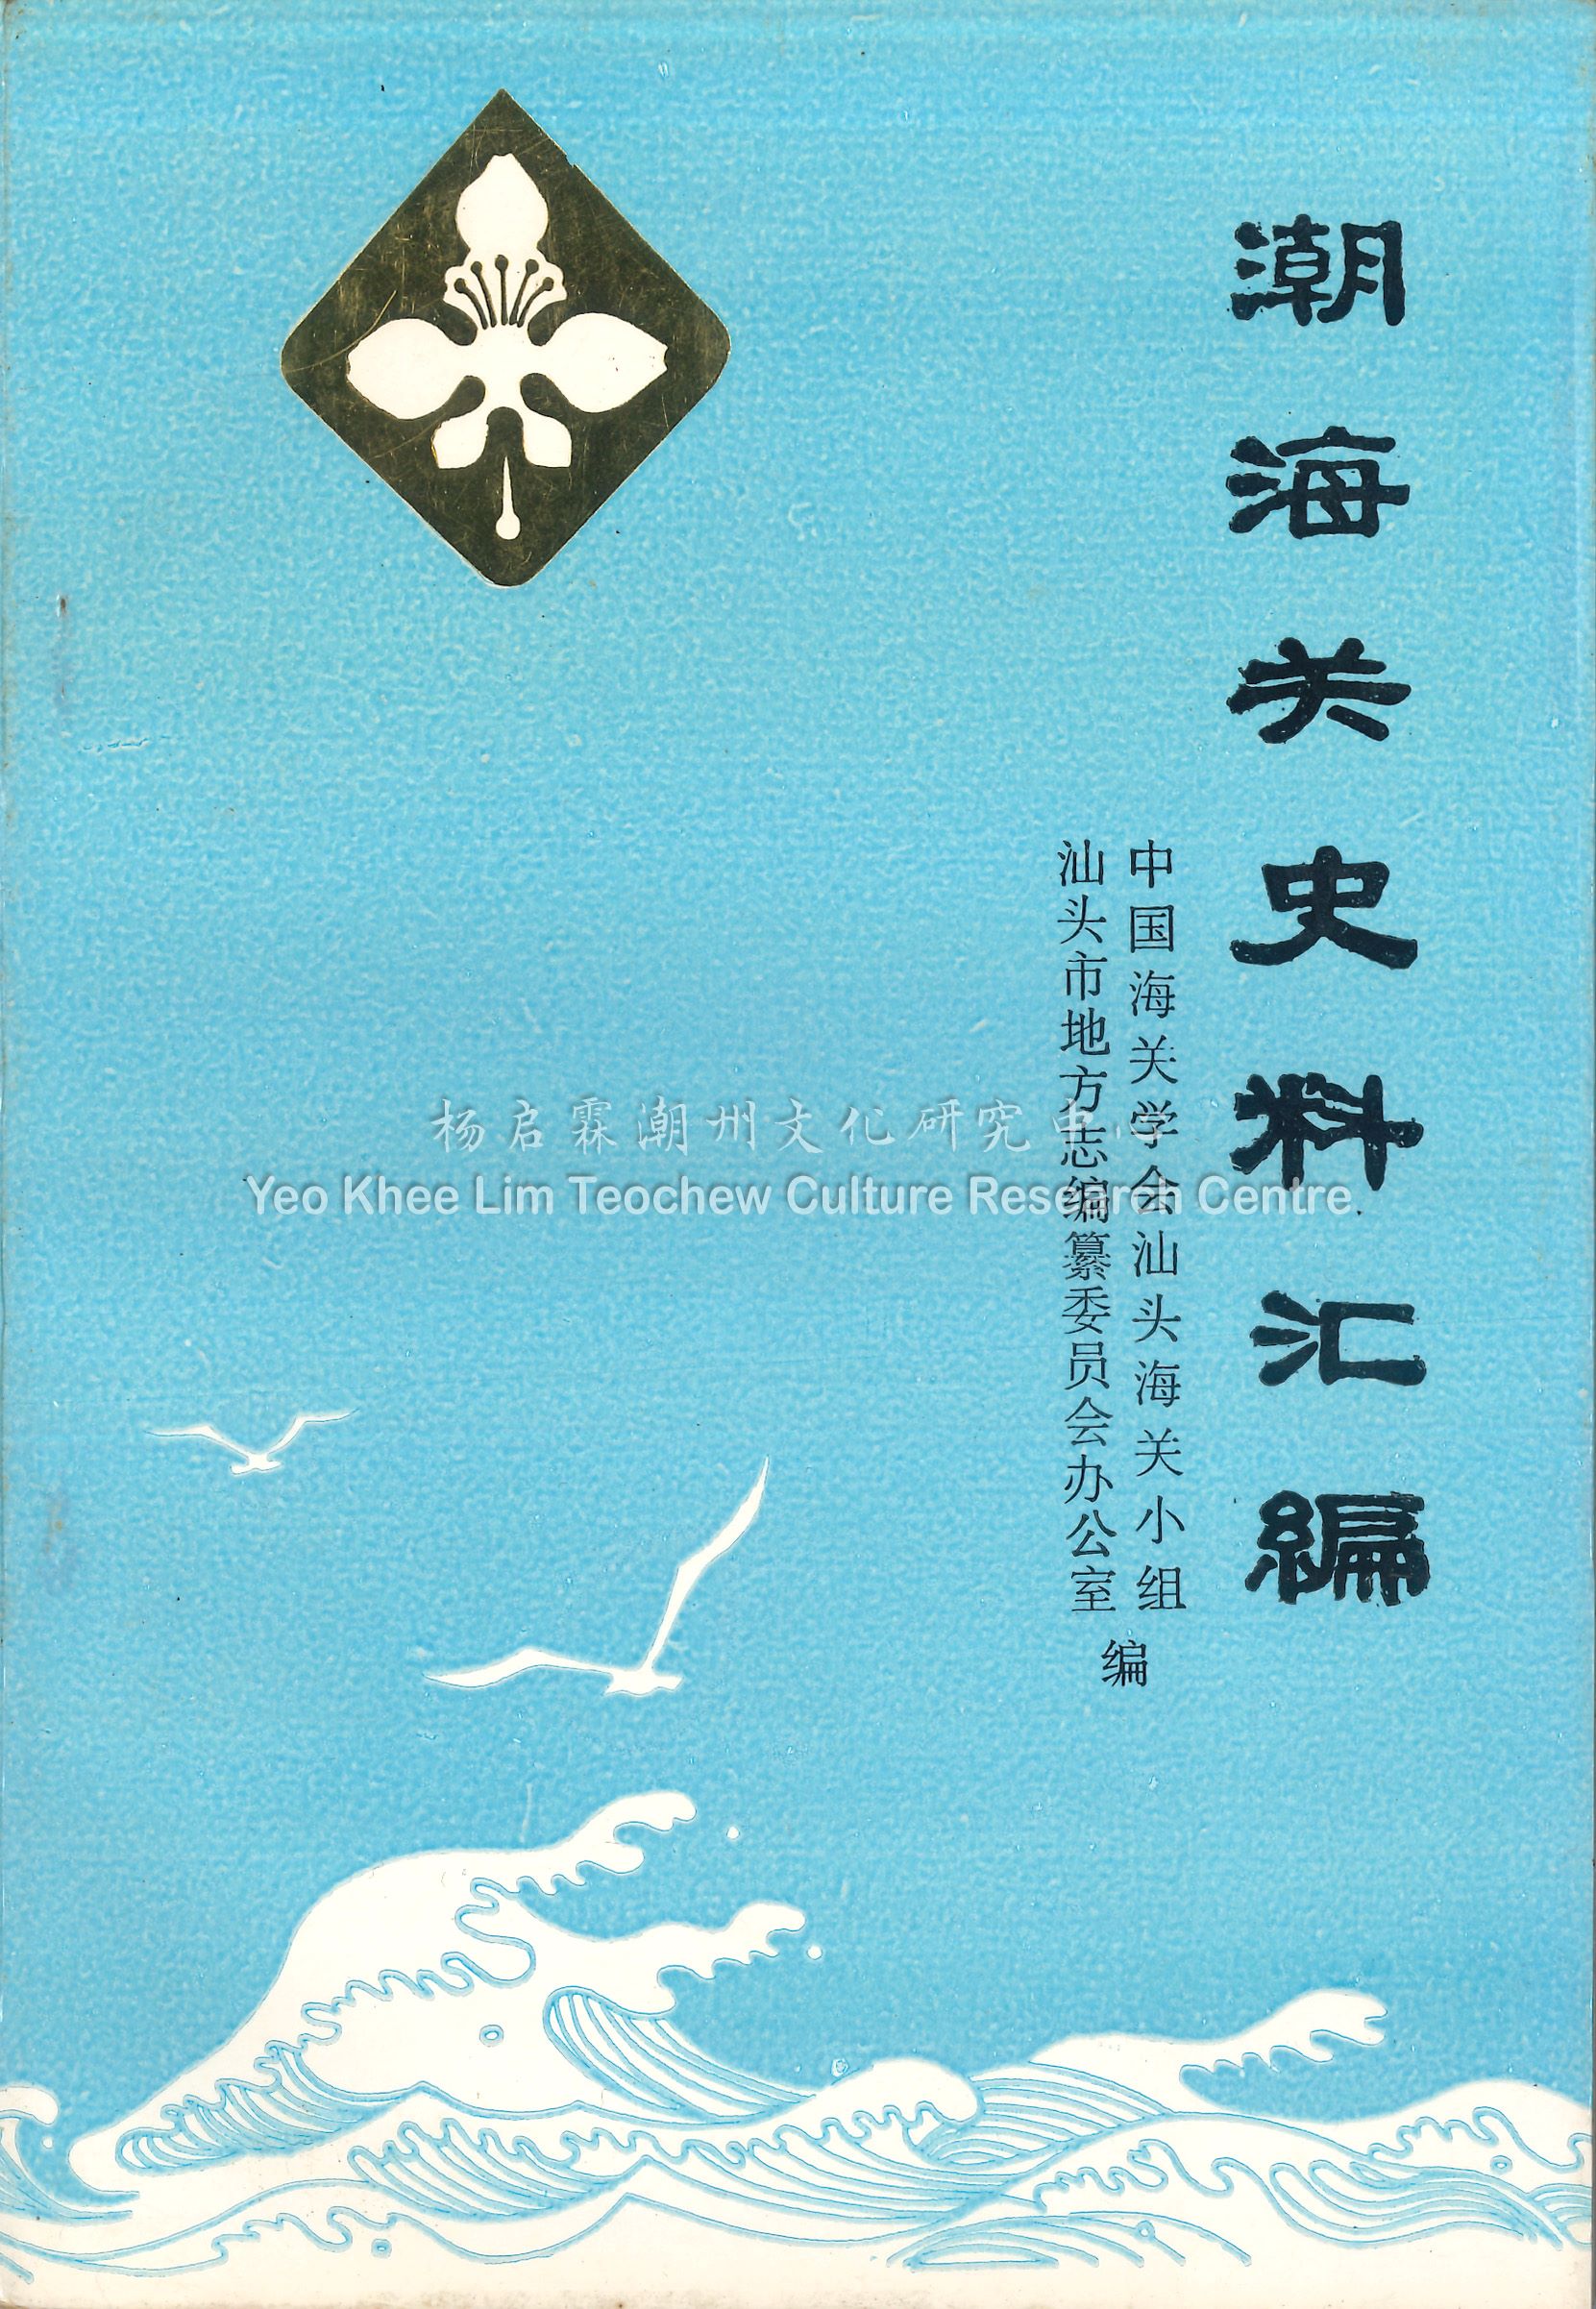 潮海关史料汇编
中国海关学会汕头海关小组
汕头市地方志编纂委员会办公室
编
杨启霖潮州文化研究中心
Yeo Khee Lim Teochew Culture Research Centre